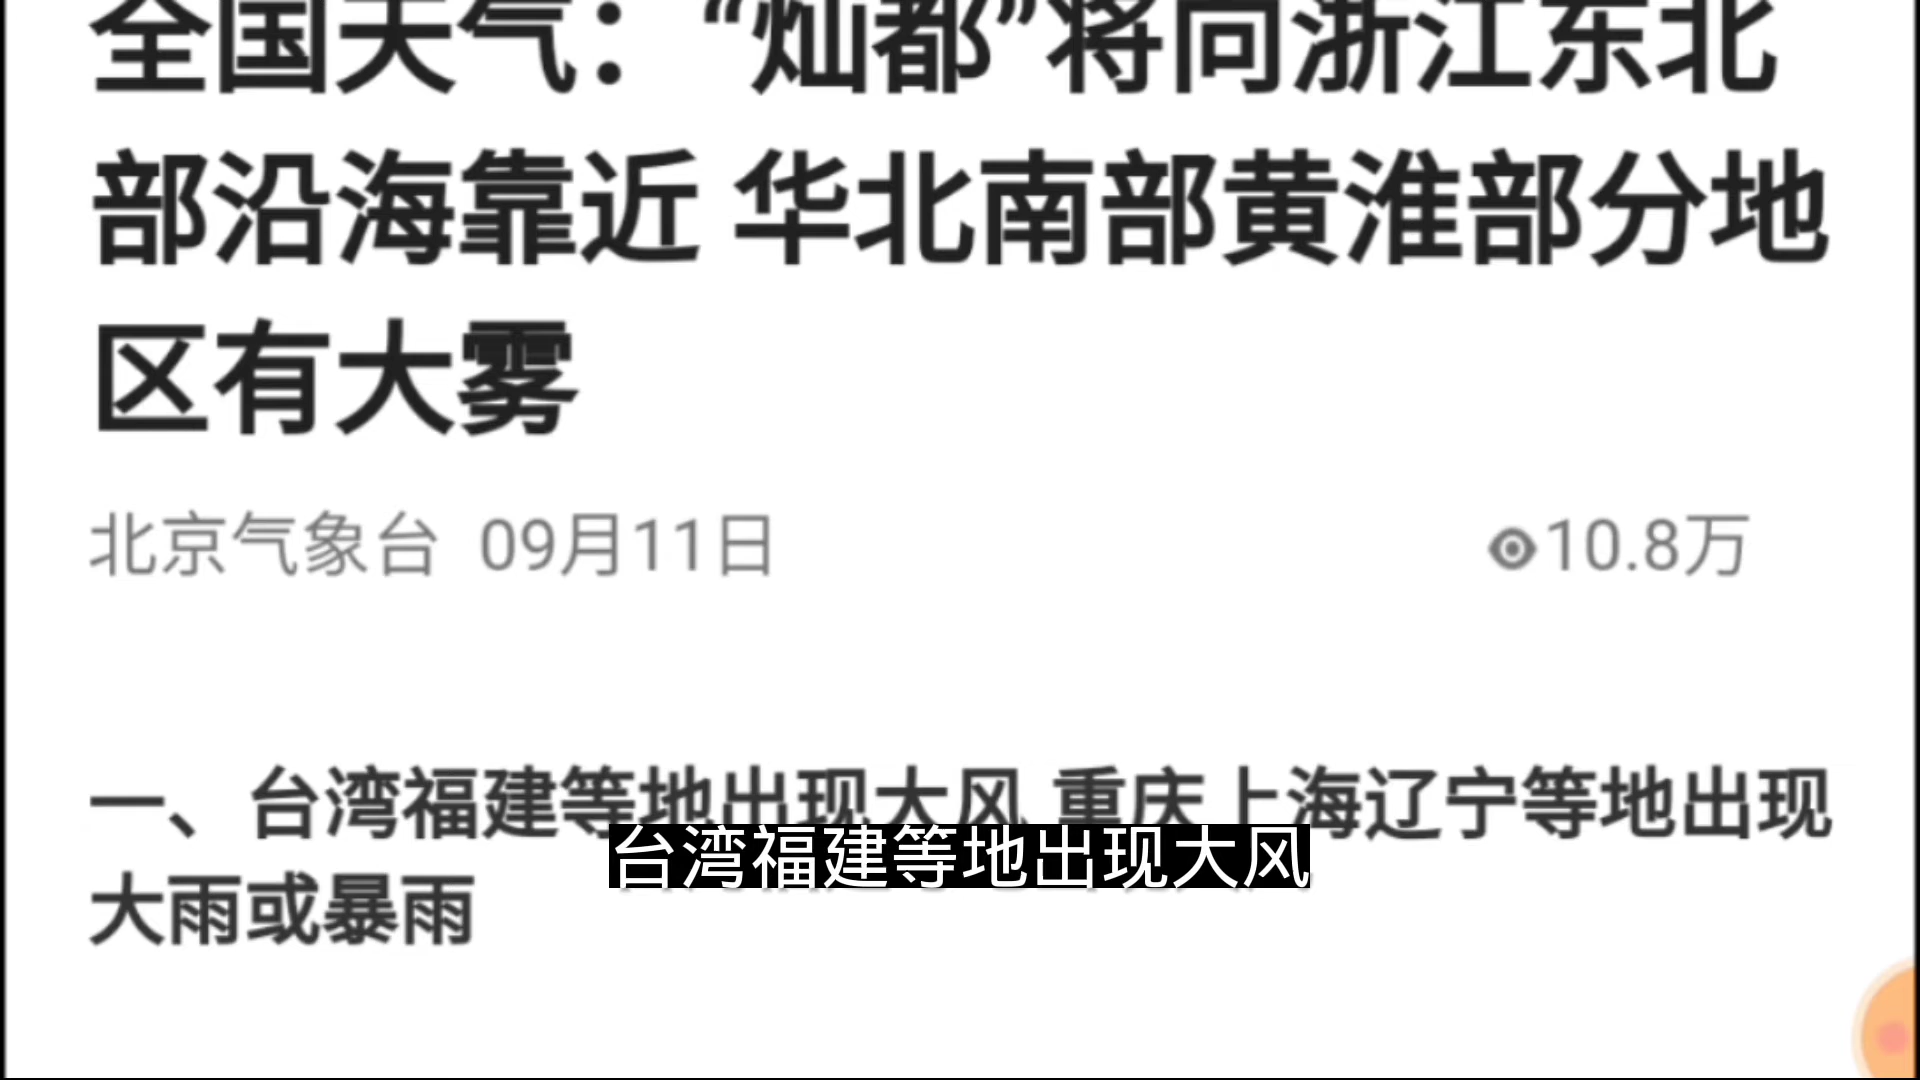 全国天气：“灿都”将向浙江东北
部沿海靠近 华北南部黄淮部分地
区有大雾
北京气象台 09月11日 10.8万
一、台湾福建等地出现大风 重庆上海辽宁等地出现
大雨或暴雨
台湾福建等地出现大风